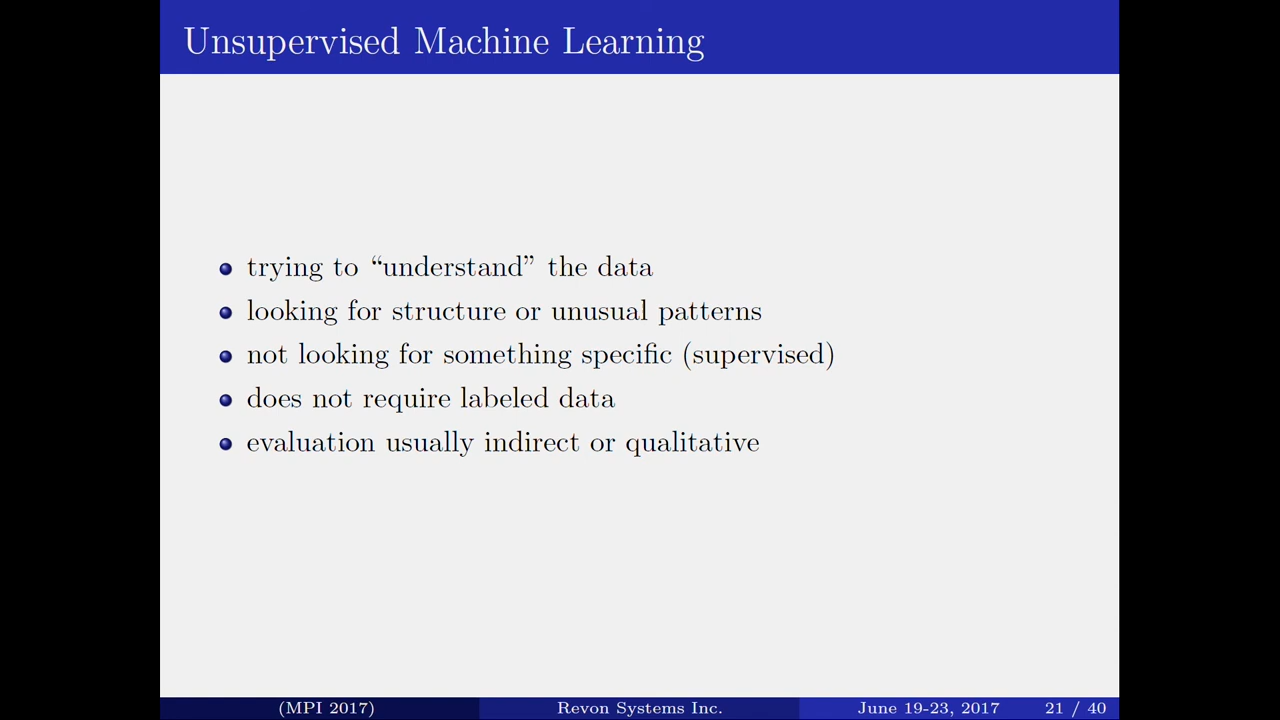 Unsupervised Machine Learning
trying to “understand” the data
looking for structure or unusual patterns
not looking for something specific (supervised)
does not require labeled data
evaluation usually indirect or qualitative
(MPI 2017) Revon Systems Inc. June 19-23, 2017 21 / 40